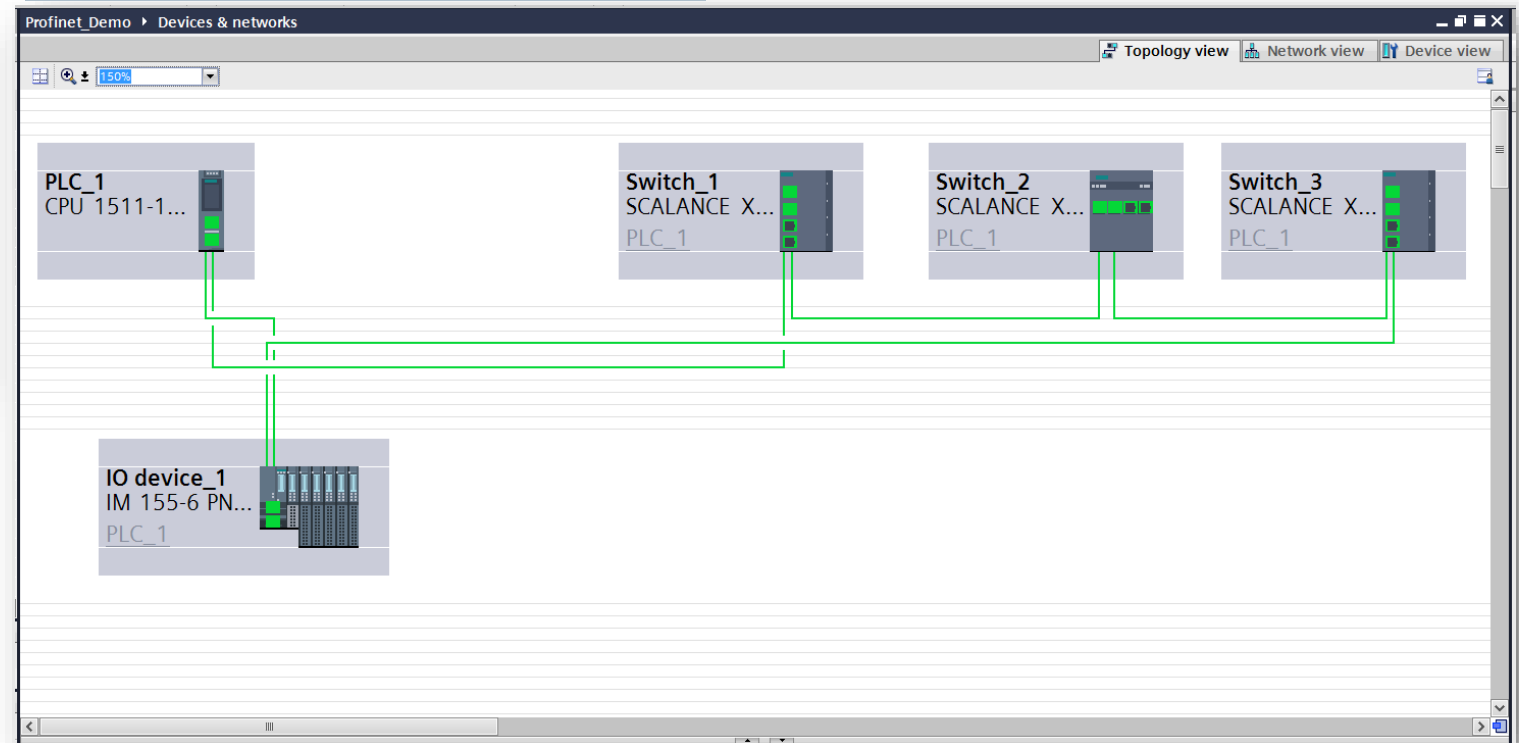 Profinet_Demo ▸ Devices & networks
Topology view Network view Device view
150%
PLC_1
CPU 1511-1...
Switch_1
SCALANCE X...
PLC_1
Switch_2
SCALANCE X...
PLC_1
Switch_3
SCALANCE X...
PLC_1
IO device_1
IM 155-6 PN...
PLC_1